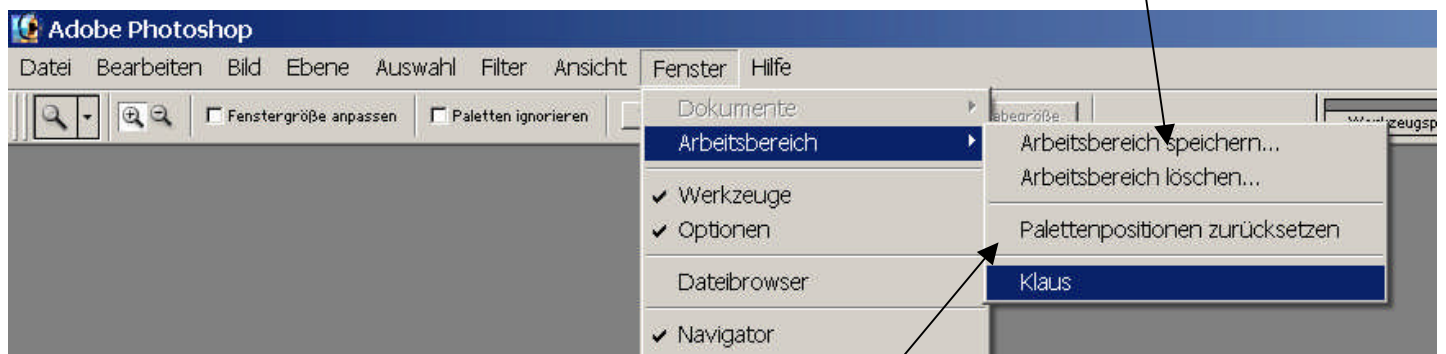 Adobe Photoshop
Datei Bearbeiten Bild Ebene Auswahl Filter Ansicht Fenster Hilfe
Fenstergröße anpassen Paletten ignorieren
Dokumente
Arbeitsbereich
Werkzeuge
Optionen
Dateibrowser
Navigator
Arbeitsbereich speichern...
Arbeitsbereich löschen...
Palettenpositionen zurücksetzen
Klaus